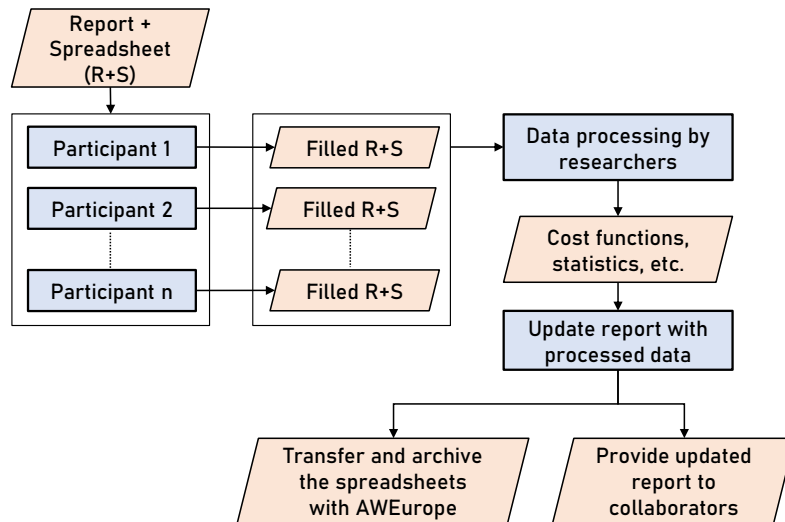 Report +
Spreadsheet
(R+S)
Participant 1
Filled R+S
Data processing by
researchers
Participant 2
Filled R+S
Cost functions,
statistics, etc.
Participant n
Filled R+S
Update report with
processed data
Transfer and archive
the spreadsheets
with AWEurope
Provide updated
report to
collaborators